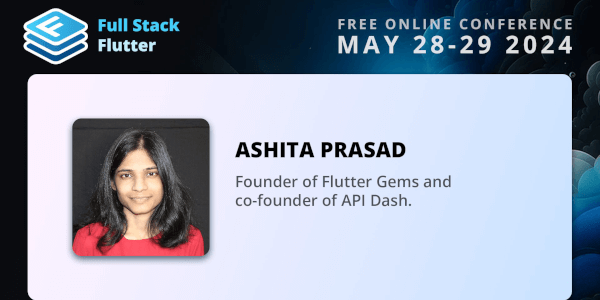 Full Stack
Flutter
FREE ONLINE CONFERENCE
MAY 28-29 2024
ASHITA PRASAD
Founder of Flutter Gems and
co-founder of API Dash.